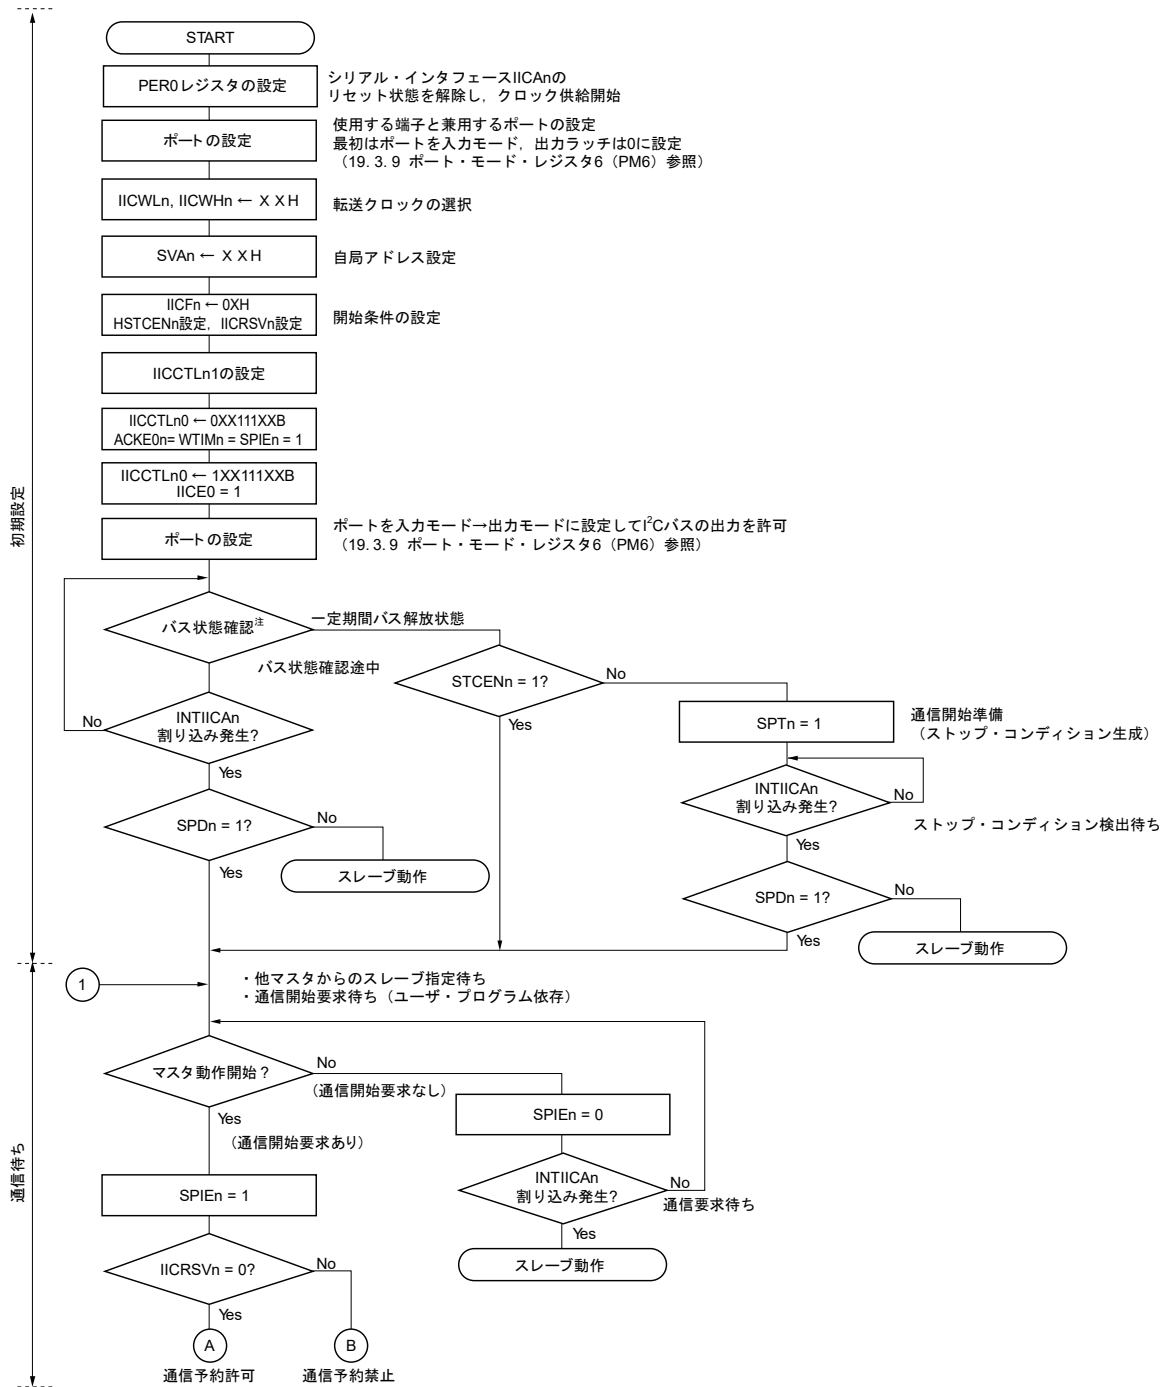 START
PER0レジスタの設定
シリアル・インタフェースIICAnの
リセット状態を解除し，クロック供給開始
ポートの設定
使用する端子と兼用するポートの設定
最初はポートを入力モード，出力ラッチは0に設定
（19. 3. 9 ポート・モード・レジスタ6（PM6）参照）
IICWLn, IICWHn ← X X H
転送クロックの選択
SVAn ← X X H
自局アドレス設定
IICFn ← 0XH
HSTCENn設定，IICRSVn設定
開始条件の設定
IICCTLn1の設定
IICCTLn0 ← 0XX111XXB
ACKE0n= WTIMn = SPIEn = 1
IICCTLn0 ← 1XX111XXB
IICE0 = 1
ポートの設定
ポートを入力モード→出力モードに設定してI²Cバスの出力を許可
（19. 3. 9 ポート・モード・レジスタ6（PM6）参照）
初期設定
バス状態確認注
一定期間バス解放状態
バス状態確認途中
STCENn = 1?
No
Yes
SPTn = 1
通信開始準備
（ストップ・コンディション生成）
No
INTIICAn
割り込み発生?
Yes
INTIICAn
割り込み発生?
No
ストップ・コンディション検出待ち
Yes
SPDn = 1?
No
Yes
スレーブ動作
SPDn = 1?
No
Yes
スレーブ動作
1
・他マスタからのスレーブ指定待ち
・通信開始要求待ち（ユーザ・プログラム依存）
通信待ち
マスタ動作開始？
No
（通信開始要求なし）
Yes
（通信開始要求あり）
SPIEn = 0
INTIICAn
割り込み発生?
No
通信要求待ち
Yes
スレーブ動作
SPIEn = 1
IICRSVn = 0?
No
Yes
A
B
通信予約許可
通信予約禁止